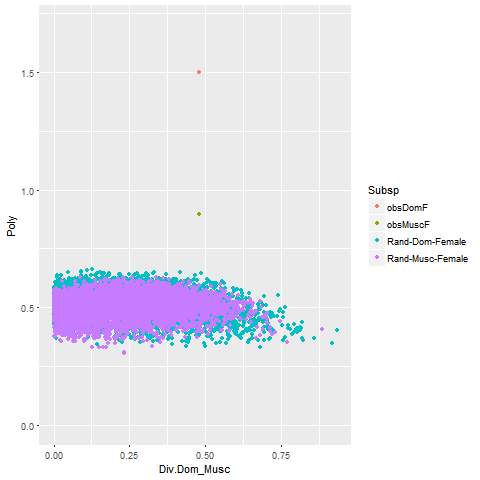 1.5
1.0
0.5
0.0
Poly
0.00
0.25
0.50
0.75
Div.Dom_Musc
Subsp
obsDomF
obsMuscF
Rand-Dom-Female
Rand-Musc-Female